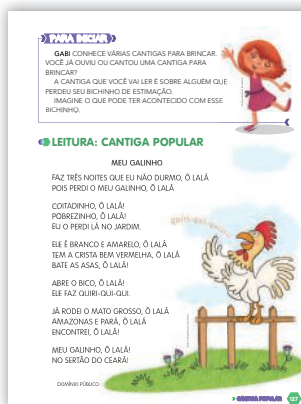 PARA INICIAR
GABI CONHECE VÁRIAS CANTIGAS PARA BRINCAR.
VOCÊ JÁ OUVIU OU CANTOU UMA CANTIGA PARA
BRINCAR?
A CANTIGA QUE VOCÊ VAI LER É SOBRE ALGUÉM QUE
PERDEU SEU BICHINHO DE ESTIMAÇÃO.
IMAGINE O QUE PODE TER ACONTECIDO COM ESSE
BICHINHO.
LEITURA: CANTIGA POPULAR
MEU GALINHO
FAZ TRÊS NOITES QUE EU NÃO DURMO, Ô LALÁ
POIS PERDI O MEU GALINHO, Ô LALÁ
COITADINHO, Ô LALÁ!
POBREZINHO, Ô LALÁ!
EU O PERDI LÁ NO JARDIM.
ELE É BRANCO E AMARELO, Ô LALÁ
TEM A CRISTA BEM VERMELHA, Ô LALÁ
BATE AS ASAS, Ô LALÁ!
ABRE O BICO, Ô LALÁ!
ELE FAZ QUIRI-QUI-QUI.
JÁ RODEI O MATO GROSSO, Ô LALÁ
AMAZONAS E PARÁ, Ô LALÁ
ENCONTREI, Ô LALÁ!
MEU GALINHO, Ô LALÁ!
NO SERTÃO DO CEARÁ!
DOMÍNIO PÚBLICO.
quiri-qui-qui
CANTIGA POPULAR 127